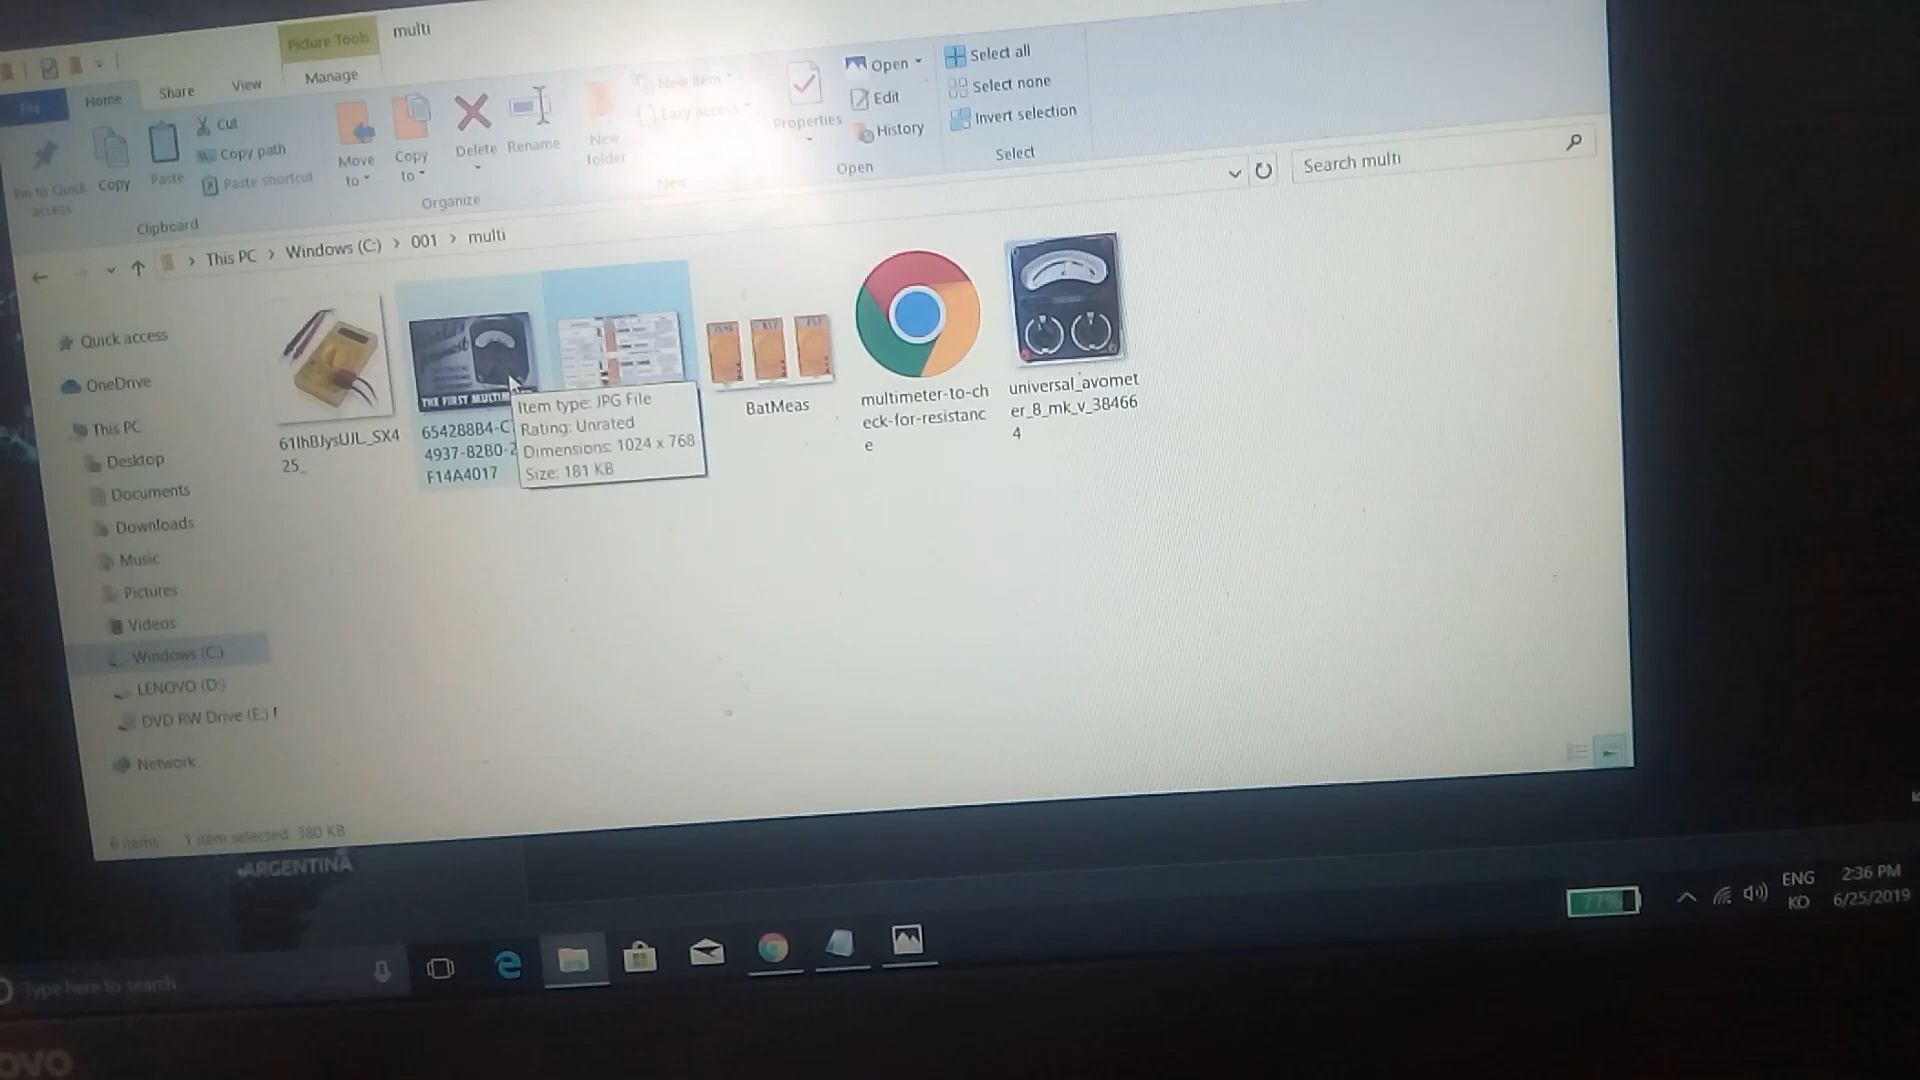 Picture Tools
multi
File
Home
Share
View
Manage
Pin to Quick
access
Copy
Paste
Cut
Copy path
Paste shortcut
Clipboard
Move
to
Copy
to
Delete
Rename
Organize
New
folder
New item
Easy access
New
Properties
Open
Edit
History
Open
Select all
Select none
Invert selection
Select
This PC > Windows (C:) > 001 > multi
Search multi
Quick access
OneDrive
This PC
Desktop
Documents
Downloads
Music
Pictures
Videos
Windows (C:)
LENOVO (D:)
DVD RW Drive (E:)
Network
61IhBJysUJL_SX4
25_
THE FIRST
654288B4-C
4937-82B0-2
F14A4017
Item type: JPG File
Rating: Unrated
Dimensions: 1024 x 768
Size: 181 KB
BatMeas
multimeter-to-ch
eck-for-resistanc
e
universal_avomet
er_8_mk_v_38466
4
6 items
1 item selected 380 KB
ARGENTINA
77%
ENG
KO
2:36 PM
6/25/2019
Type here to search